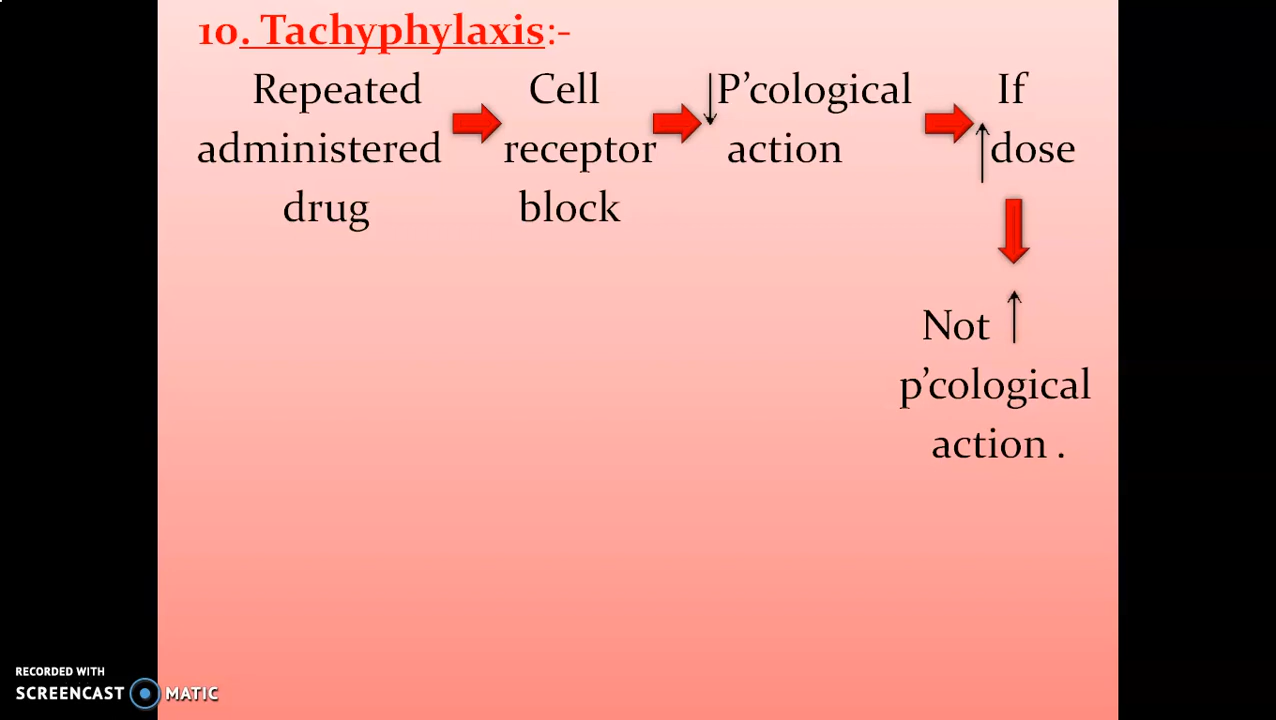 10. Tachyphylaxis:-
Repeated
administered
drug
Cell
receptor
block
↓P’cological
action
If
↑dose
Not ↑
p’cological
action .
RECORDED WITH
SCREENCAST MATIC